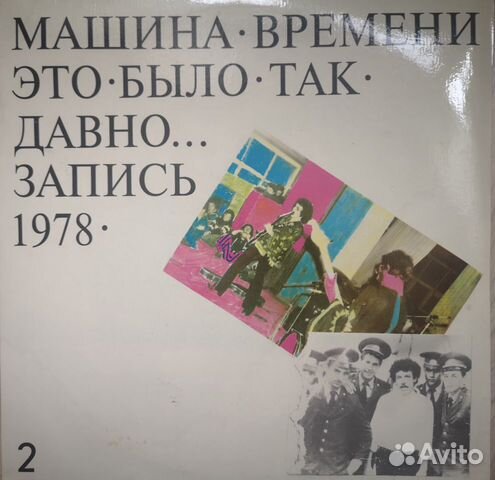 МАШИНА·ВРЕМЕНИ
ЭТО·БЫЛО·ТАК·
ДАВНО...
ЗАПИСЬ
1978·
2
Avito